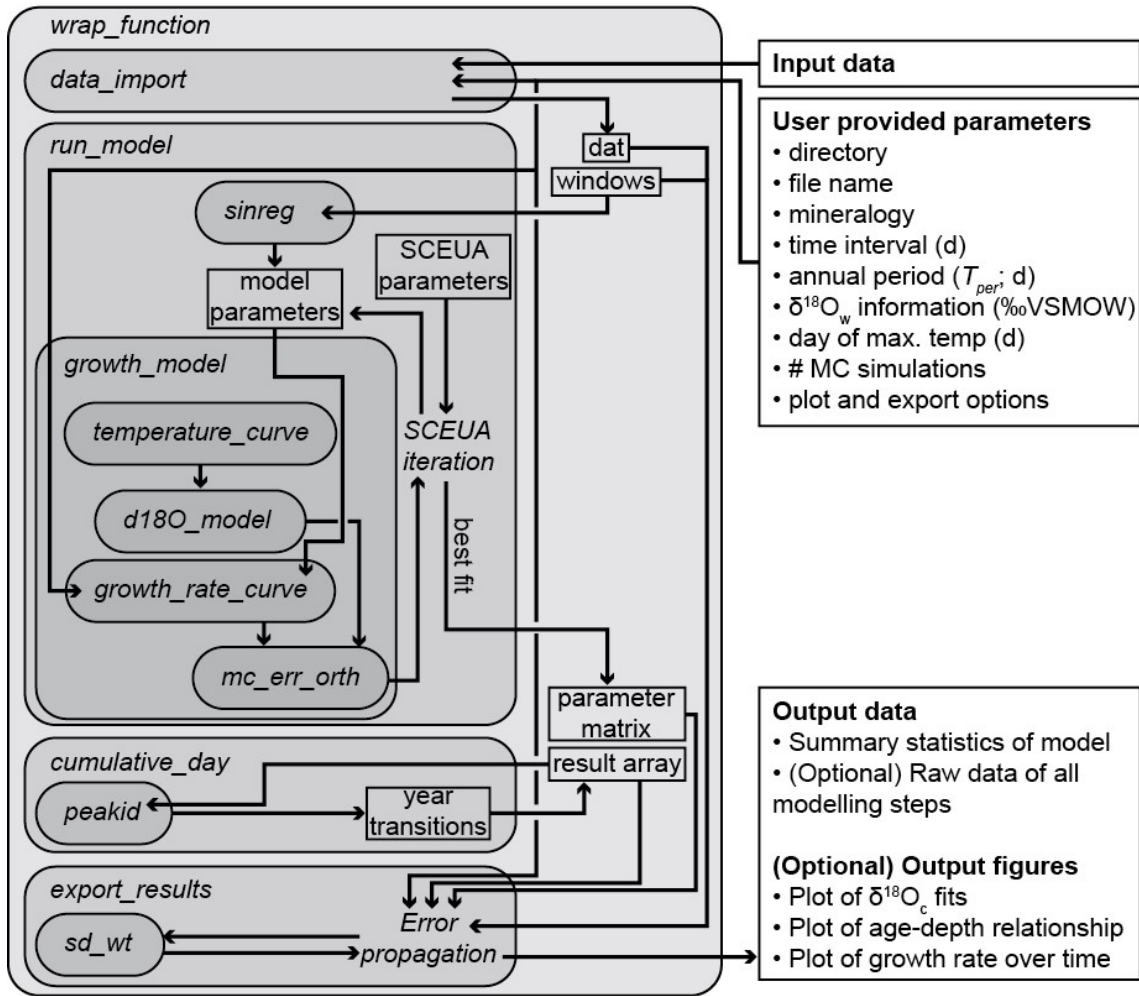 wrap_function
data_import
Input data
User provided parameters
• directory
• file name
• mineralogy
• time interval (d)
• annual period (Tper; d)
• δ18Ow information (‰VSMOW)
• day of max. temp (d)
• # MC simulations
• plot and export options
run_model
dat
windows
sinreg
SCEUA
parameters
model
parameters
growth_model
temperature_curve
SCEUA
iteration
d18O_model
best fit
growth_rate_curve
mc_err_orth
parameter
matrix
cumulative_day
result array
peakid
year
transitions
export_results
sd_wt
Error
propagation
Output data
• Summary statistics of model
• (Optional) Raw data of all
modelling steps
(Optional) Output figures
• Plot of δ18Oc fits
• Plot of age-depth relationship
• Plot of growth rate over time